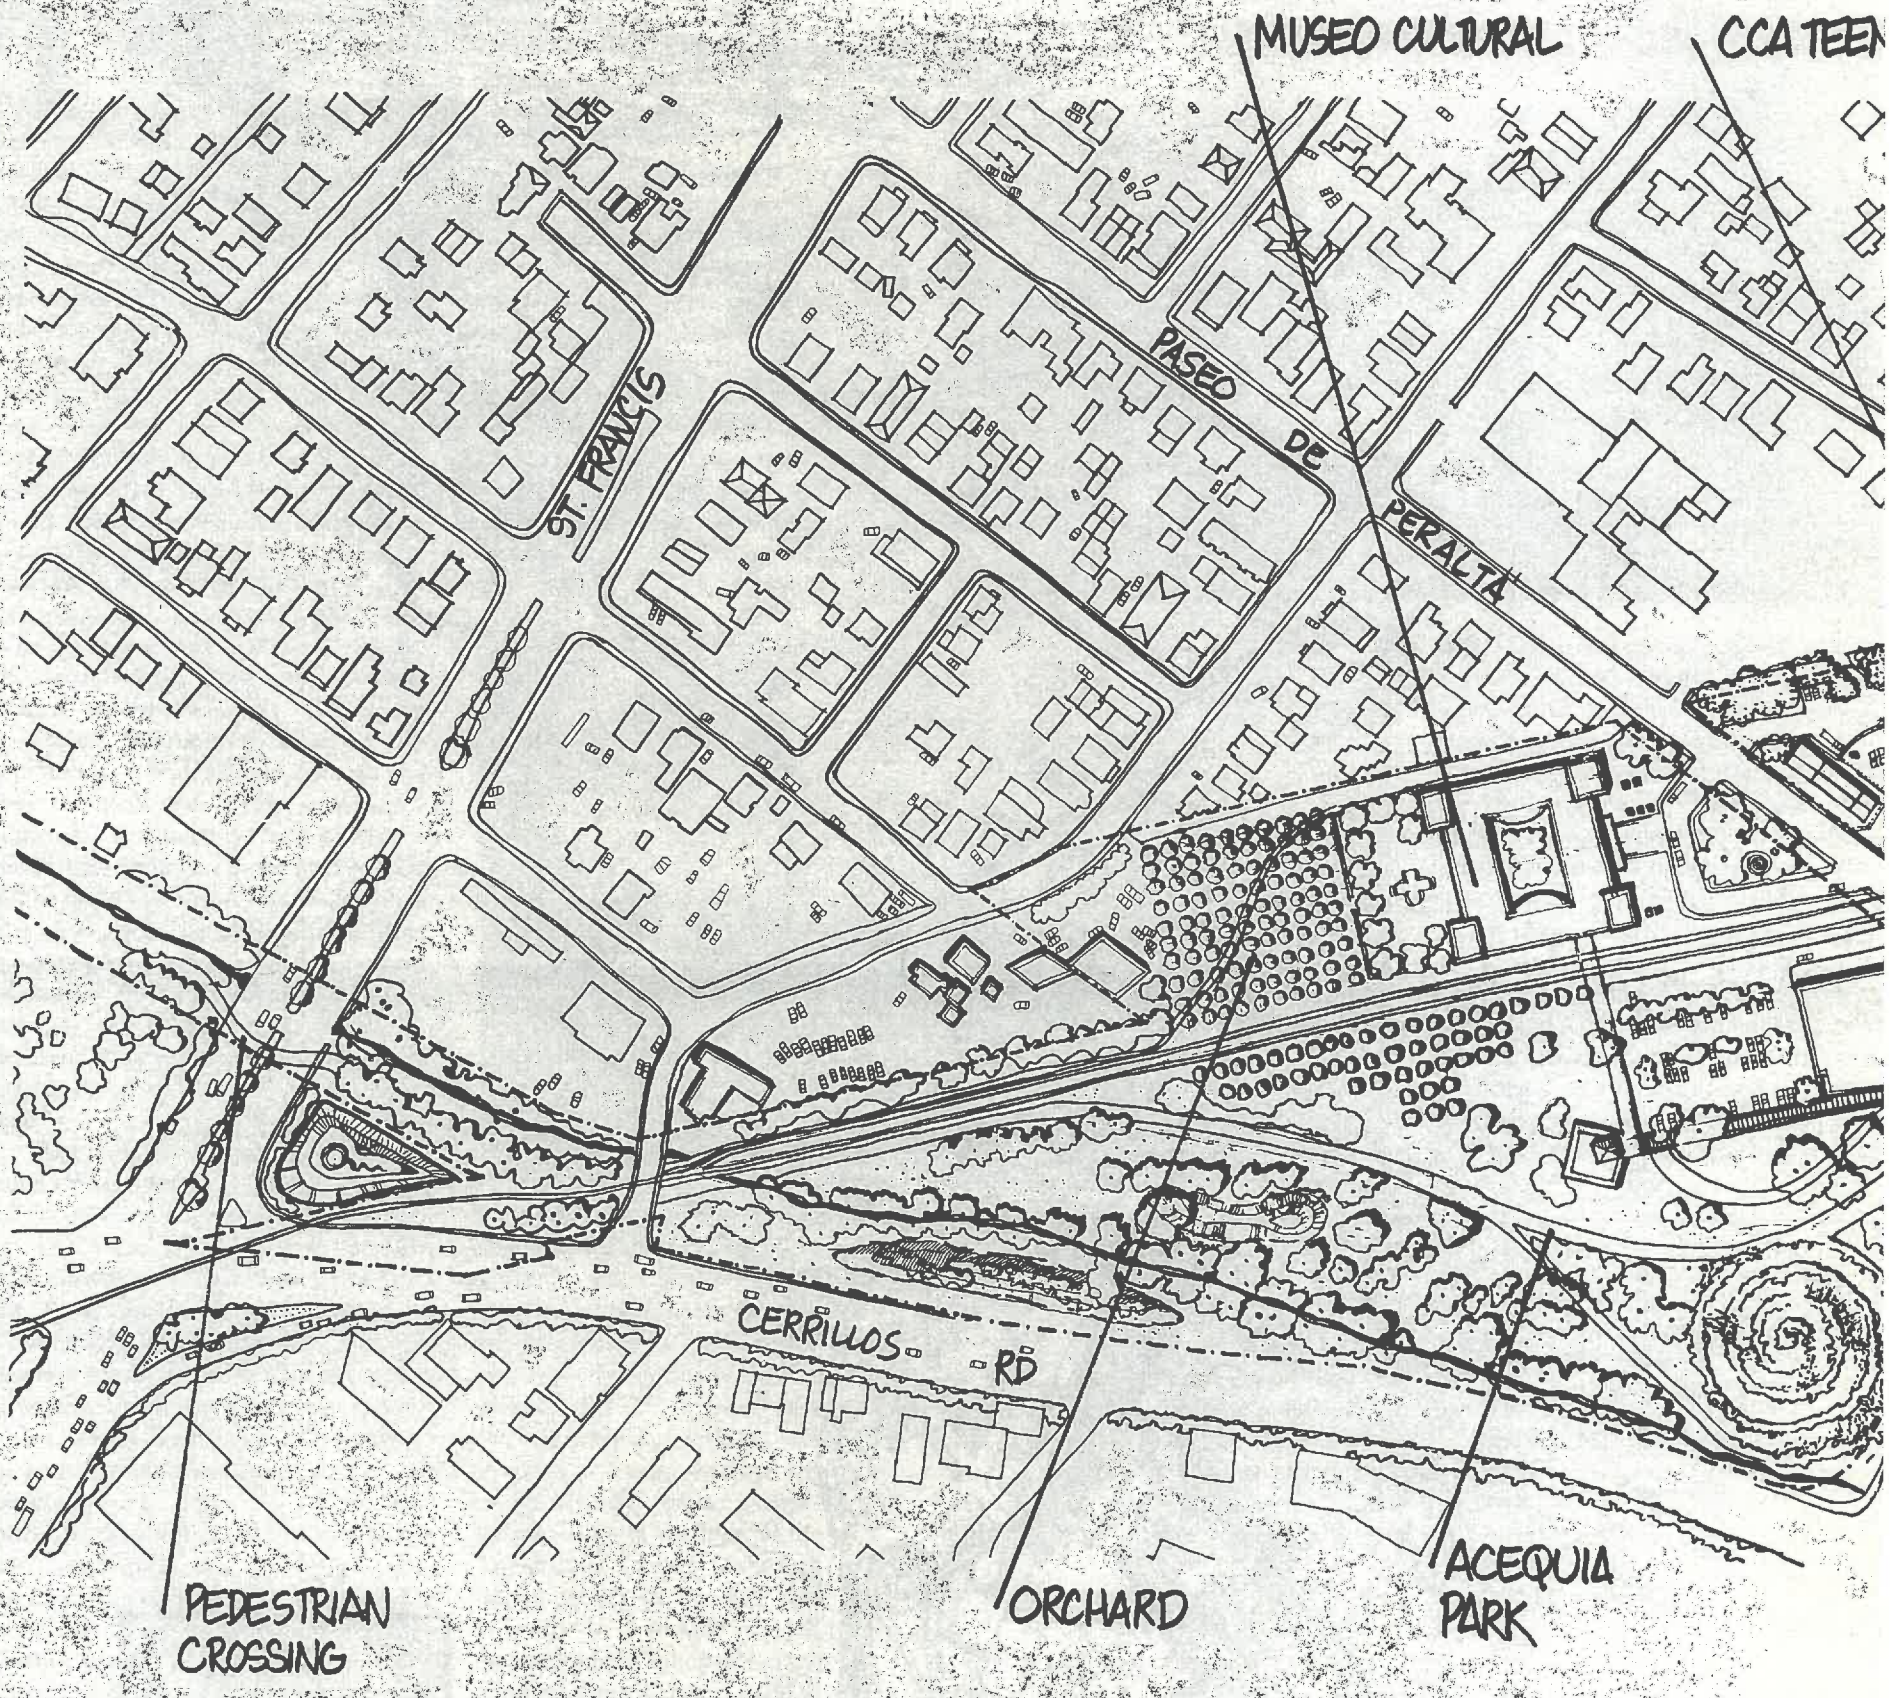 MUSEO CULTURAL
CCA TEEN
PASEO
DE
PERALTA
ST. FRANCIS
CERRILLOS
RD
PEDESTRIAN
CROSSING
ORCHARD
ACEQUIA
PARK